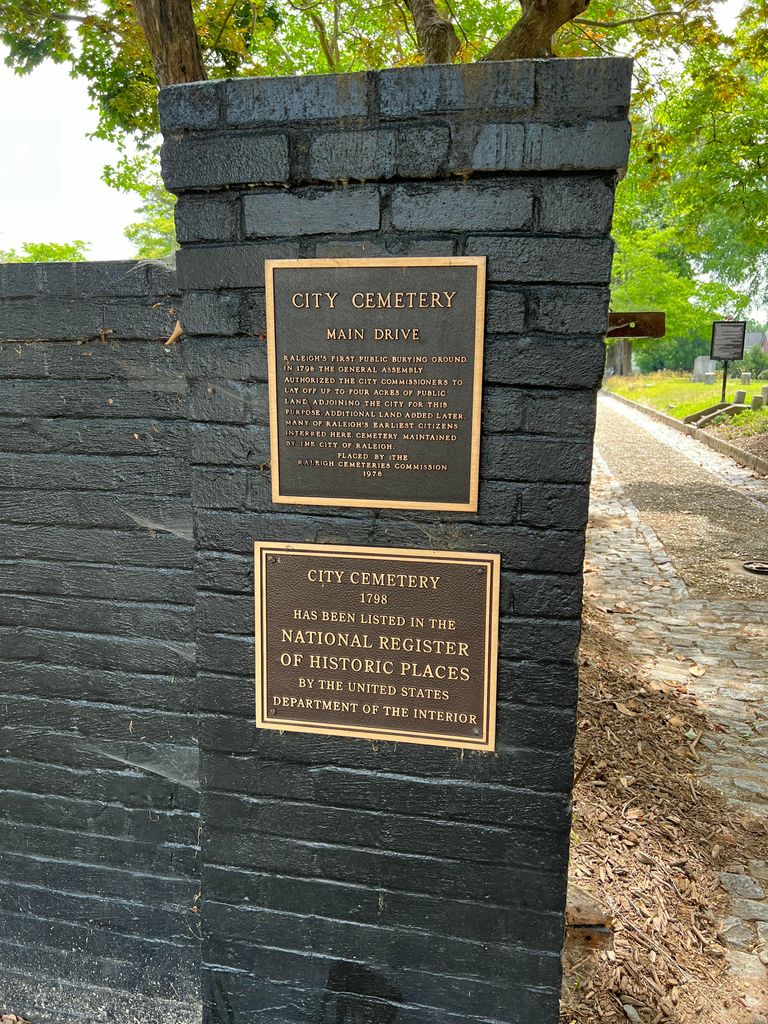 CITY CEMETERY
MAIN DRIVE
RALEIGH'S FIRST PUBLIC BURYING GROUND.
IN 1798 THE GENERAL ASSEMBLY
AUTHORIZED THE CITY COMMISSIONERS TO
LAY OFF UP TO FOUR ACRES OF PUBLIC
LAND ADJOINING THE CITY FOR THIS
PURPOSE. ADDITIONAL LAND ADDED LATER.
MANY OF RALEIGH'S EARLIEST CITIZENS
INTERRED HERE. CEMETERY MAINTAINED
BY THE CITY OF RALEIGH.
PLACED BY THE
RALEIGH CEMETERIES COMMISSION
1978
CITY CEMETERY
1798
HAS BEEN LISTED IN THE
NATIONAL REGISTER
OF HISTORIC PLACES
BY THE UNITED STATES
DEPARTMENT OF THE INTERIOR